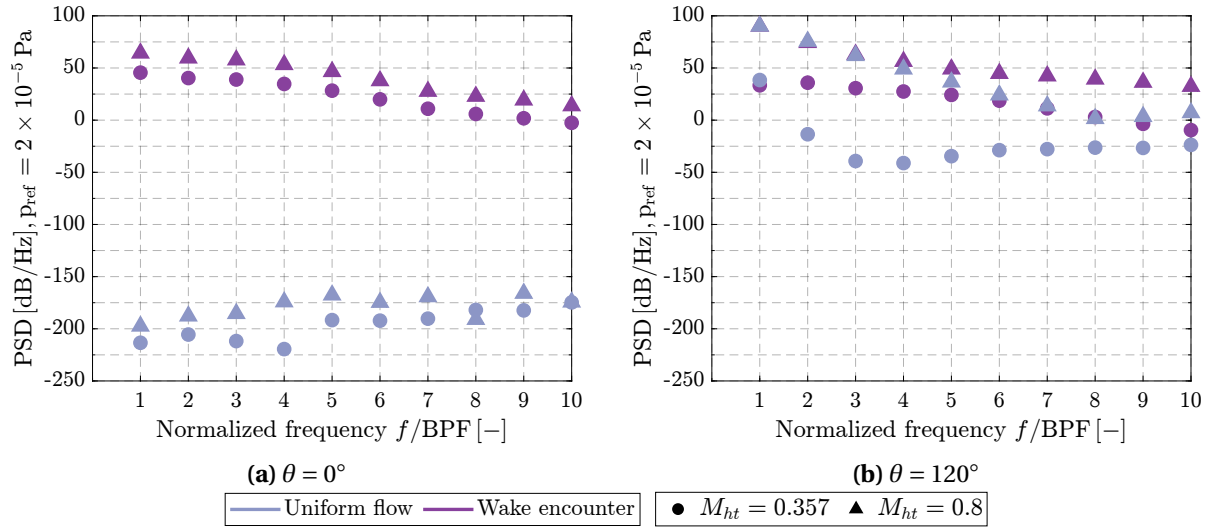 PSD [dB/Hz], p_ref = 2 × 10⁻⁵ Pa
100
50
0
-50
-100
-150
-200
-250
1 2 3 4 5 6 7 8 9 10
Normalized frequency f/BPF [−]
(a) θ = 0°
PSD [dB/Hz], p_ref = 2 × 10⁻⁵ Pa
100
50
0
-50
-100
-150
-200
-250
1 2 3 4 5 6 7 8 9 10
Normalized frequency f/BPF [−]
(b) θ = 120°
Uniform flow Wake encounter M_ht = 0.357 M_ht = 0.8